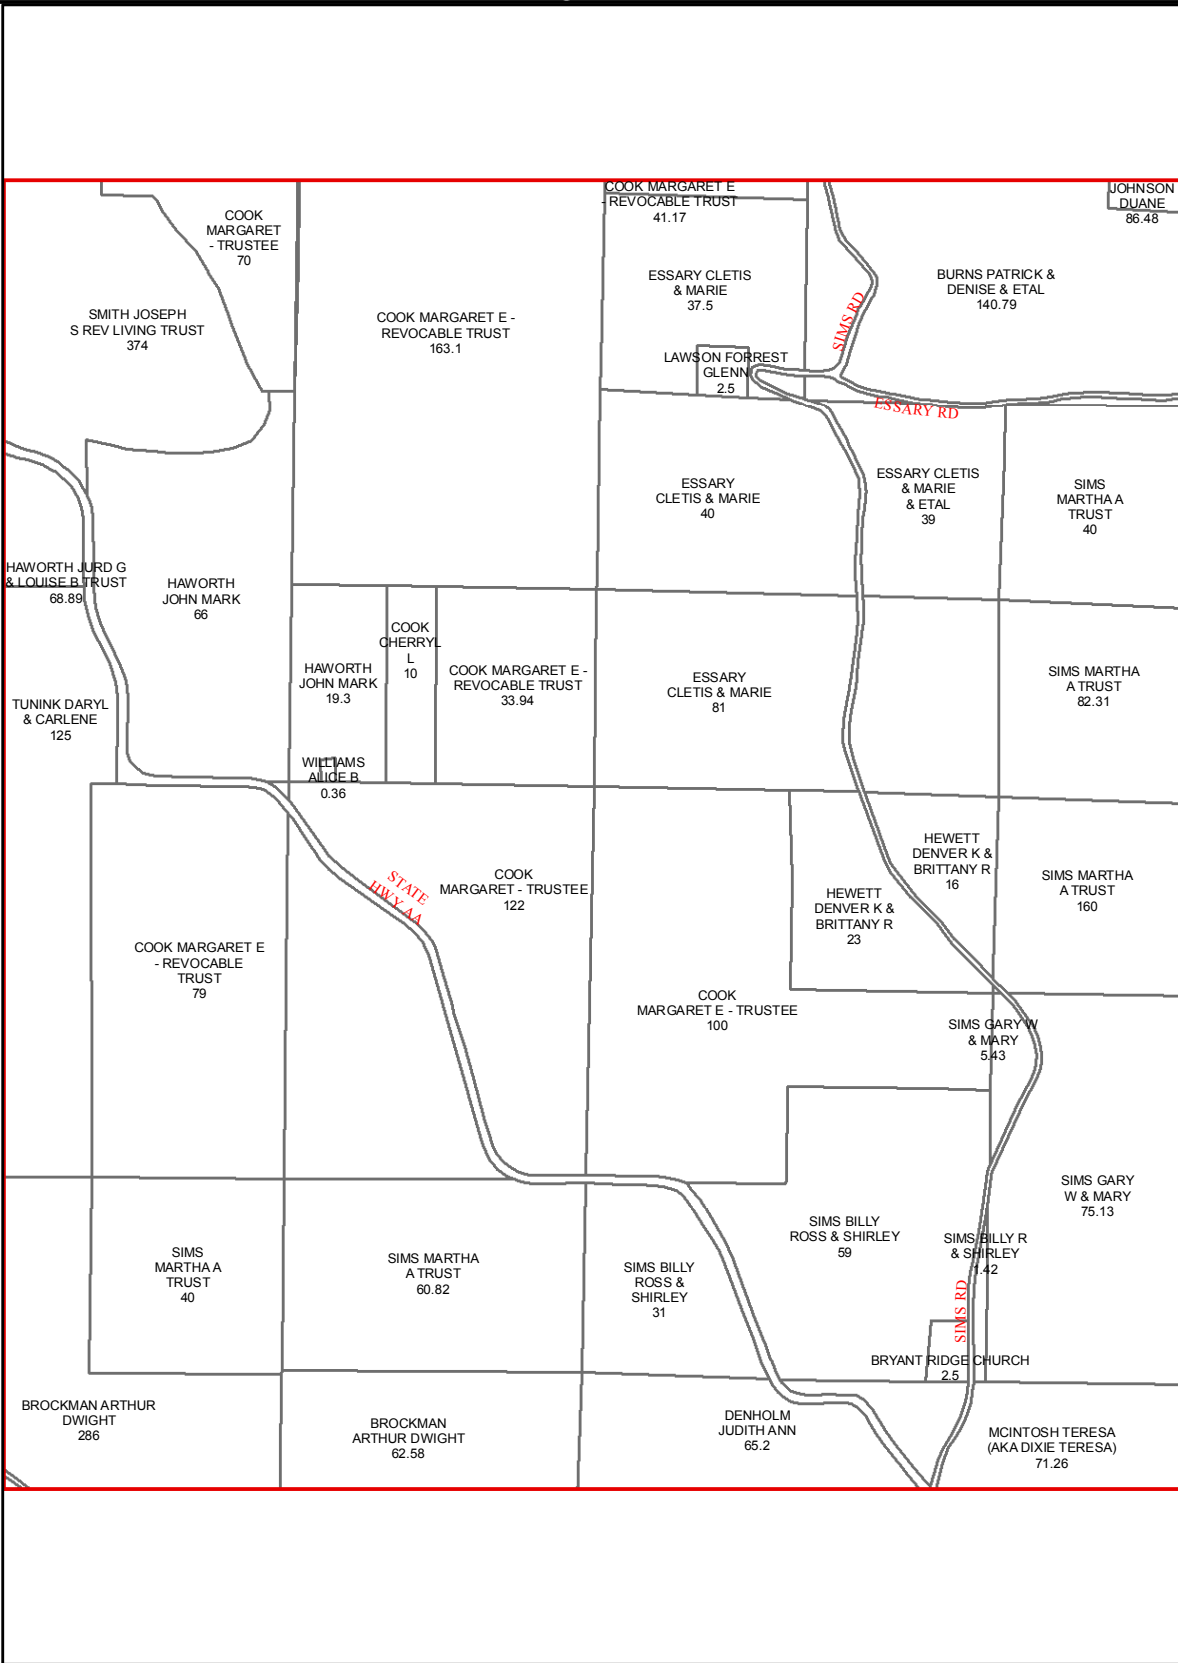 COOK MARGARET E
- REVOCABLE TRUST
41.17
JOHNSON
DUANE
86.48
COOK
MARGARET
- TRUSTEE
70
SMITH JOSEPH
S REV LIVING TRUST
374
COOK MARGARET E -
REVOCABLE TRUST
163.1
ESSARY CLETIS
& MARIE
37.5
SIMS RD
BURNS PATRICK &
DENISE & ETAL
140.79
LAWSON FORREST
GLENN
2.5
ESSARY RD
ESSARY
CLETIS & MARIE
40
ESSARY CLETIS
& MARIE
& ETAL
39
SIMS
MARTHA A
TRUST
40
HAWORTH JURD G
& LOUISE B TRUST
68.89
HAWORTH
JOHN MARK
66
HAWORTH
JOHN MARK
19.3
COOK
CHERRYL
L
10
COOK MARGARET E -
REVOCABLE TRUST
33.94
ESSARY
CLETIS & MARIE
81
SIMS MARTHA
A TRUST
82.31
TUNINK DARYL
& CARLENE
125
WILLIAMS
ALICE B
0.36
STATE
HWY AA
COOK
MARGARET - TRUSTEE
122
HEWETT
DENVER K &
BRITTANY R
16
HEWETT
DENVER K &
BRITTANY R
23
SIMS MARTHA
A TRUST
160
COOK MARGARET E
- REVOCABLE
TRUST
79
COOK
MARGARET E - TRUSTEE
100
SIMS GARY W
& MARY
5.43
SIMS GARY
W & MARY
75.13
SIMS
MARTHA A
TRUST
40
SIMS MARTHA
A TRUST
60.82
SIMS BILLY
ROSS &
SHIRLEY
31
SIMS BILLY
ROSS & SHIRLEY
59
SIMS BILLY R
& SHIRLEY
1.42
SIMS RD
BRYANT RIDGE CHURCH
2.5
BROCKMAN ARTHUR
DWIGHT
286
BROCKMAN
ARTHUR DWIGHT
62.58
DENHOLM
JUDITH ANN
65.2
MCINTOSH TERESA
(AKA DIXIE TERESA)
71.26